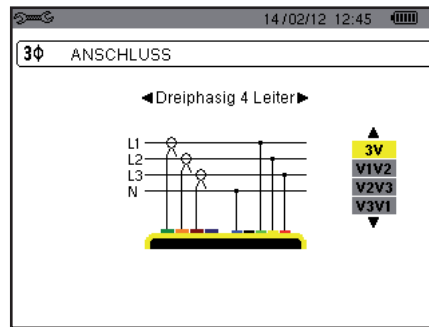 14/02/12 12:45
3Φ ANSCHLUSS
◄Dreiphasig 4 Leiter►
L1
L2
L3
N
3V
V1V2
V2V3
V3V1